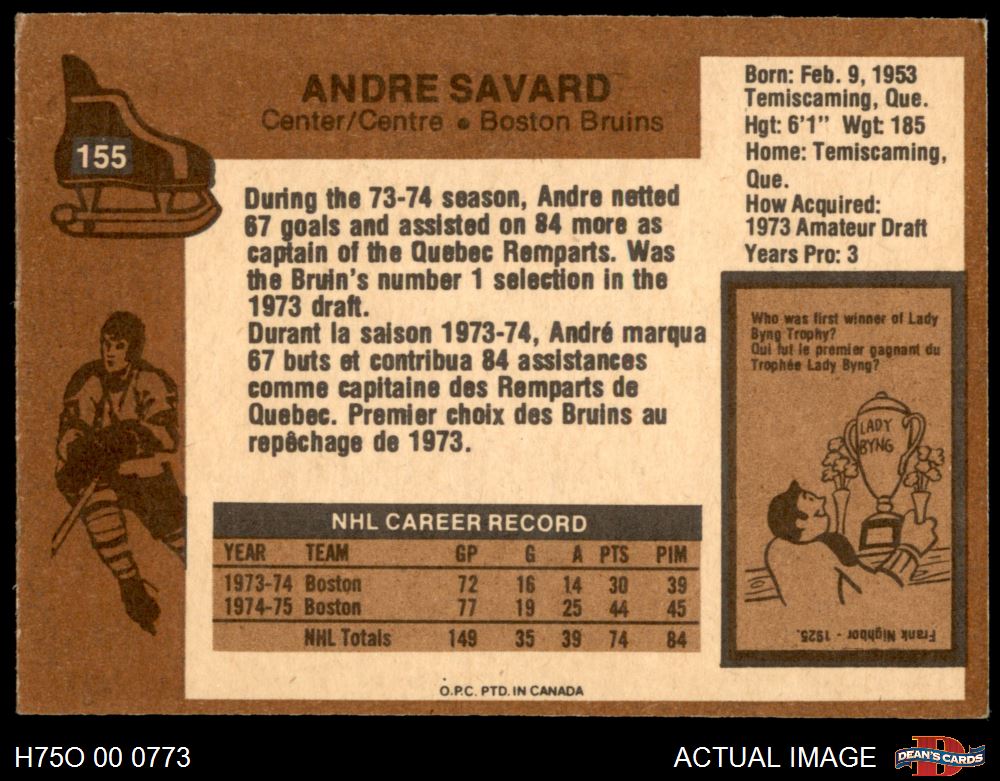 155
ANDRE SAVARD
Center/Centre • Boston Bruins
Born: Feb. 9, 1953
Temiscaming, Que.
Hgt: 6'1" Wgt: 185
Home: Temiscaming,
Que.
How Acquired:
1973 Amateur Draft
Years Pro: 3
During the 73-74 season, Andre netted
67 goals and assisted on 84 more as
captain of the Quebec Remparts. Was
the Bruin's number 1 selection in the
1973 draft.
Durant la saison 1973-74, André marqua
67 buts et contribua 84 assistances
comme capitaine des Remparts de
Quebec. Premier choix des Bruins au
repêchage de 1973.
Who was first winner of Lady
Byng Trophy?
Qui fut le premier gagnant du
Trophée Lady Byng?
LADY
BYNG
Frank Nighbor - 1925.
NHL CAREER RECORD
YEAR TEAM GP G A PTS PIM
1973-74 Boston 72 16 14 30 39
1974-75 Boston 77 19 25 44 45
NHL Totals 149 35 39 74 84
O.P.C. PTD. IN CANADA
H75O 00 0773
ACTUAL IMAGE
D
DEAN'S CARDS